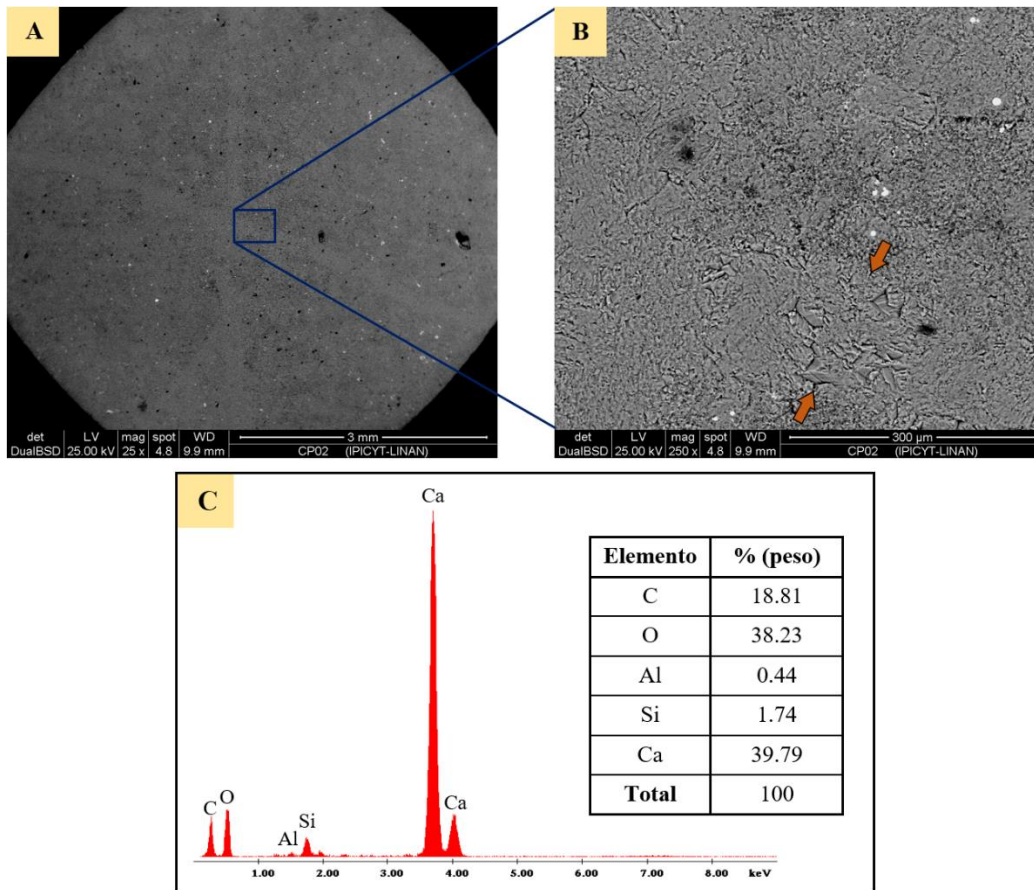 A
B
det LV mag spot WD 3 mm
DualBSD 25.00 kV 25 x 4.8 9.9 mm CP02 (IPICYT-LINAN)
det LV mag spot WD 300 µm
DualBSD 25.00 kV 250 x 4.8 9.9 mm CP02 (IPICYT-LINAN)
C
Ca
C O Al Si Ca
1.00 2.00 3.00 4.00 5.00 6.00 7.00 8.00 keV
Elemento % (peso)
C 18.81
O 38.23
Al 0.44
Si 1.74
Ca 39.79
Total 100